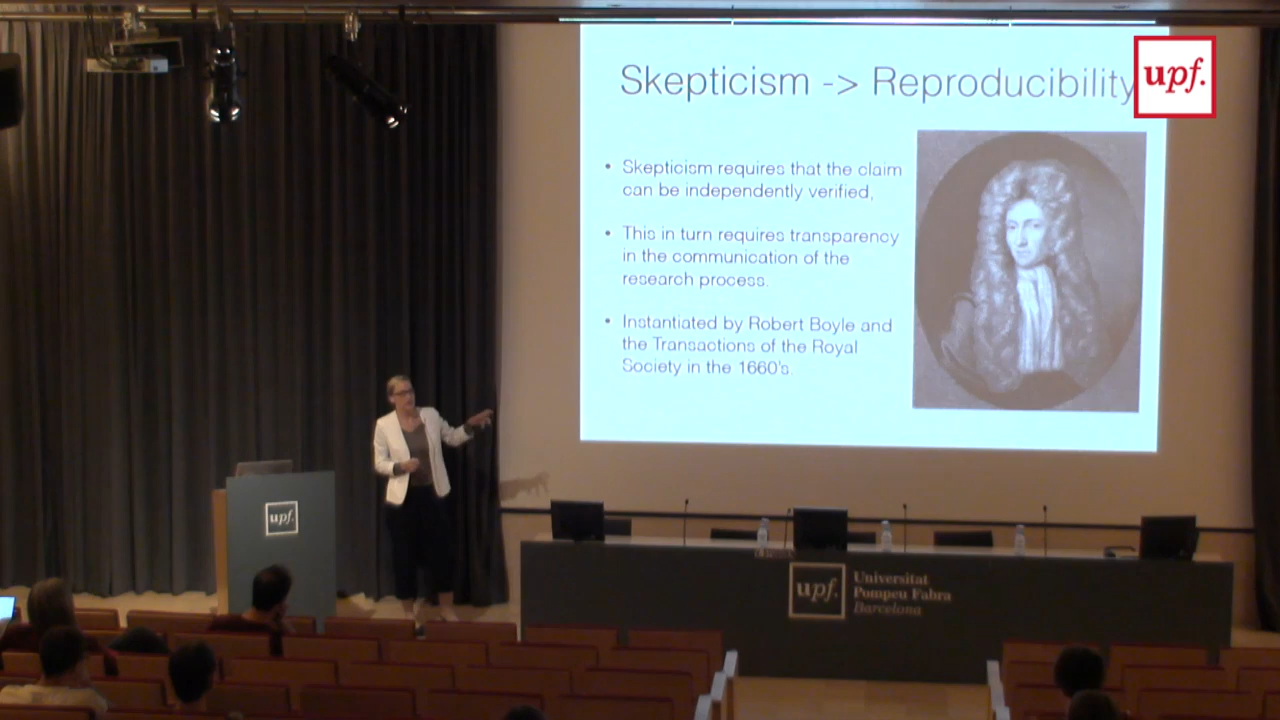 Skepticism -> Reproducibility
upf.
• Skepticism requires that the claim
can be independently verified,
• This in turn requires transparency
in the communication of the
research process.
• Instantiated by Robert Boyle and
the Transactions of the Royal
Society in the 1660's.
upf.
upf.
Universitat
Pompeu Fabra
Barcelona